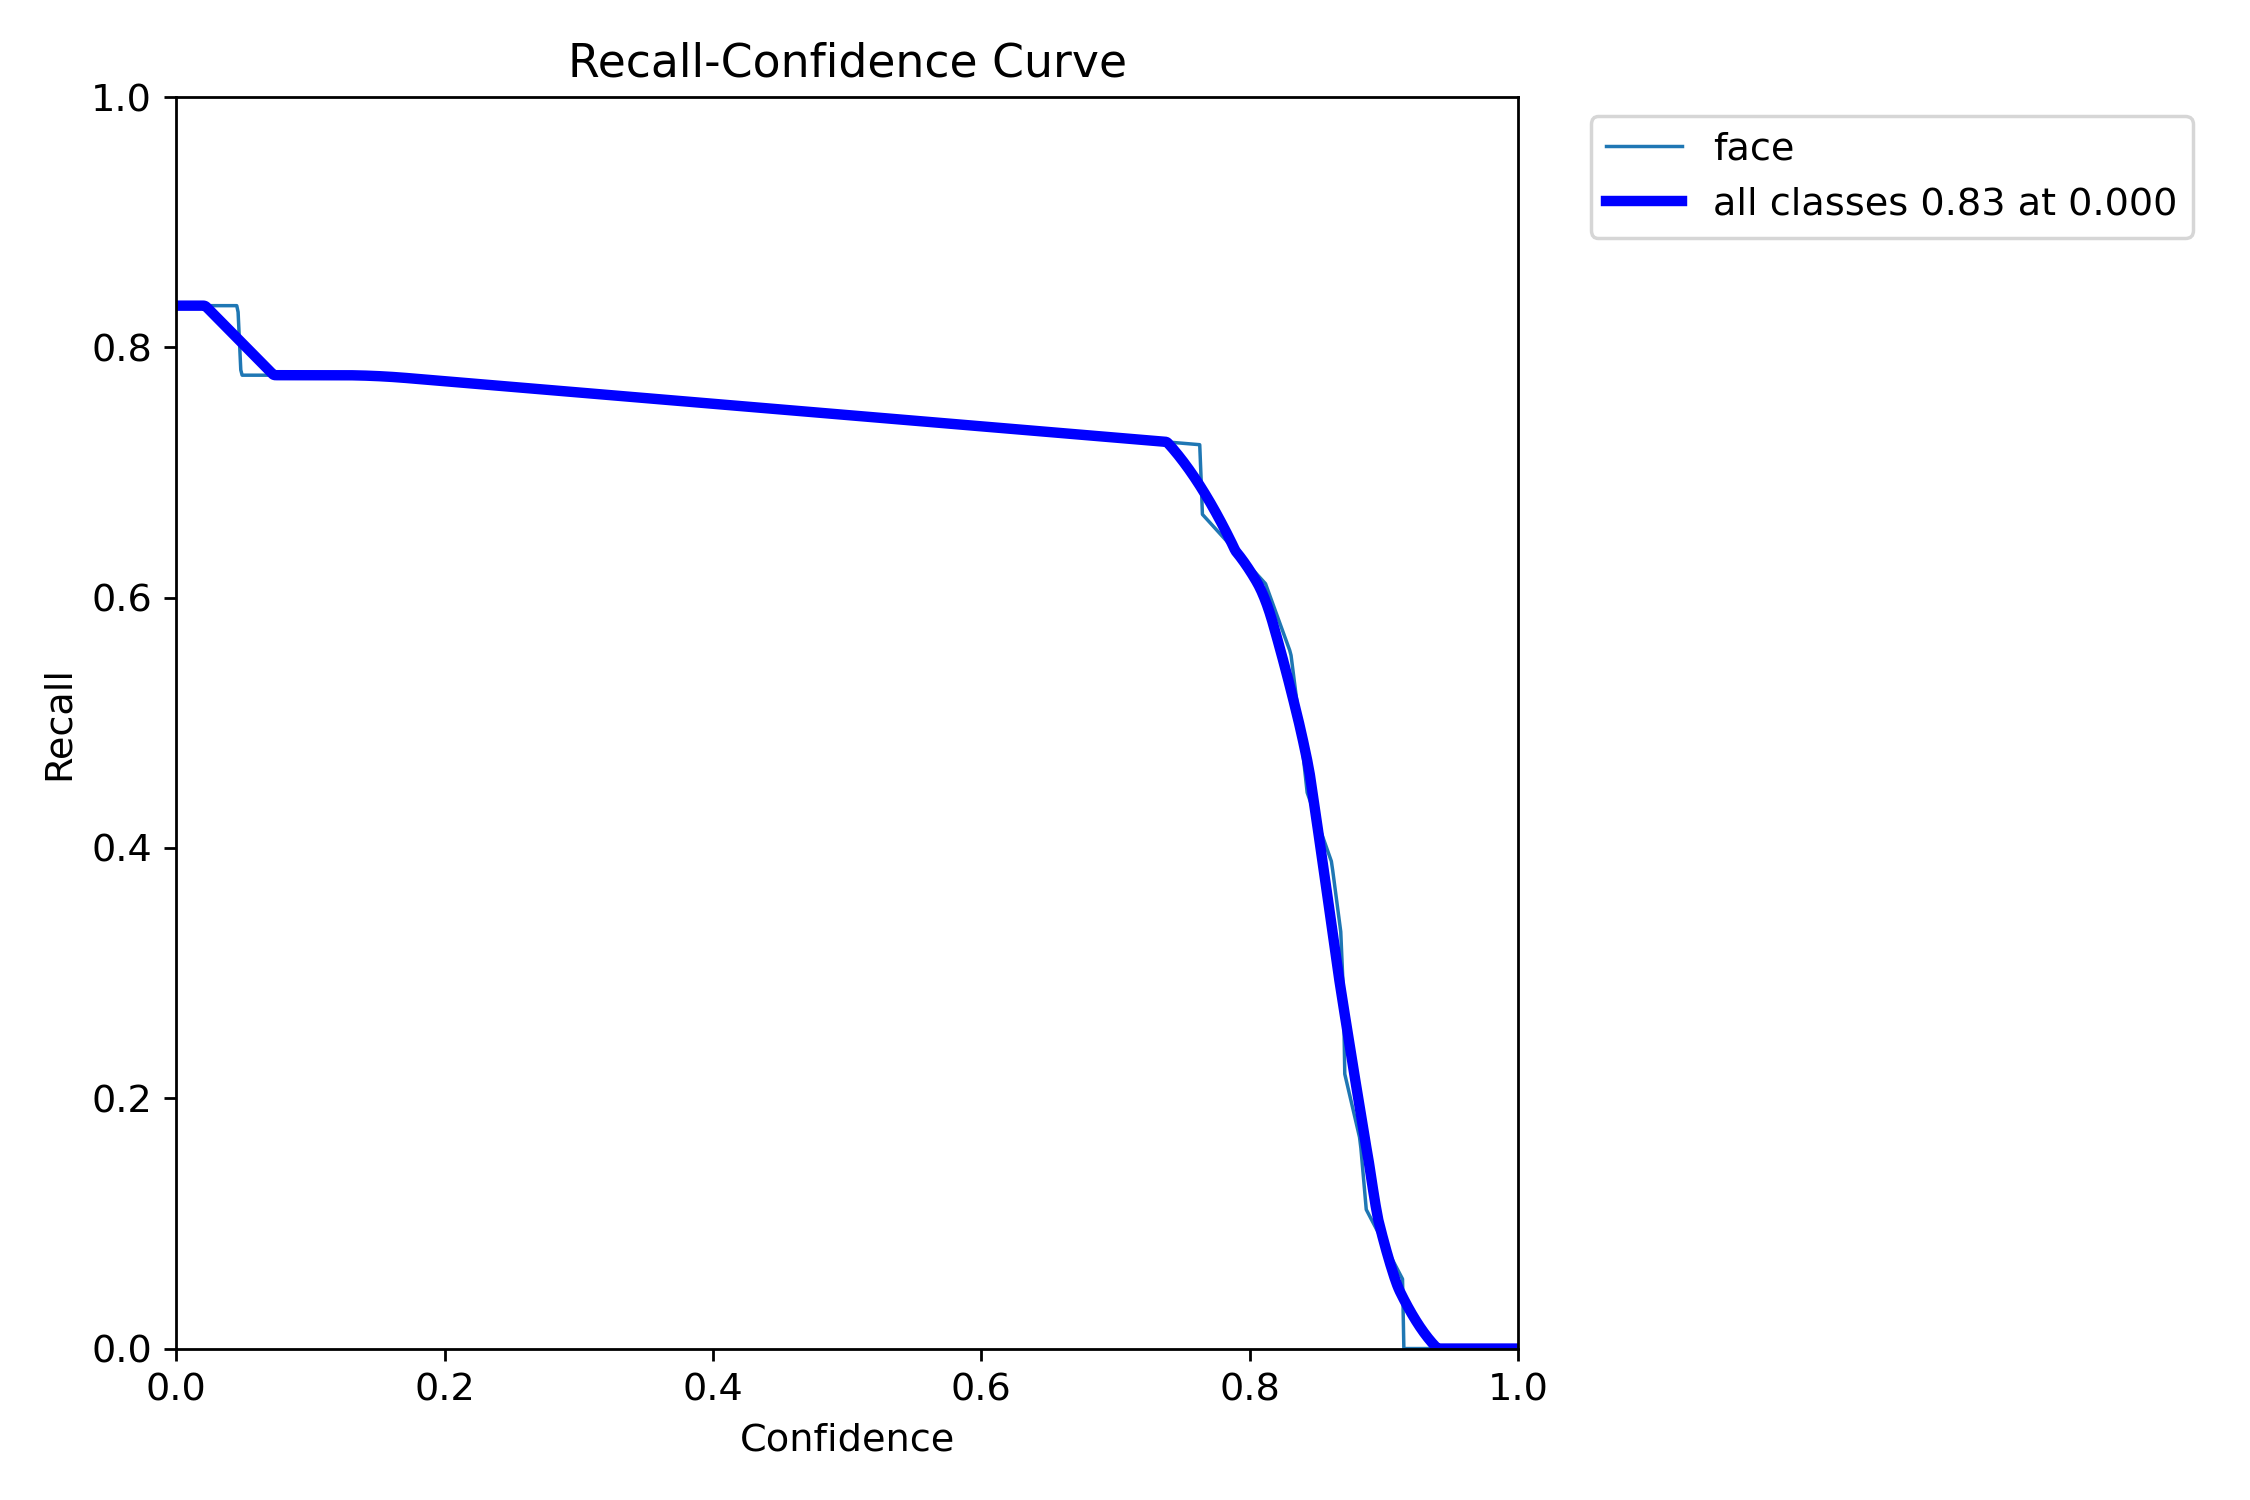 Recall-Confidence Curve
1.0
0.8
0.6
0.4
0.2
0.0
Recall
0.0 0.2 0.4 0.6 0.8 1.0
Confidence
face
all classes 0.83 at 0.000